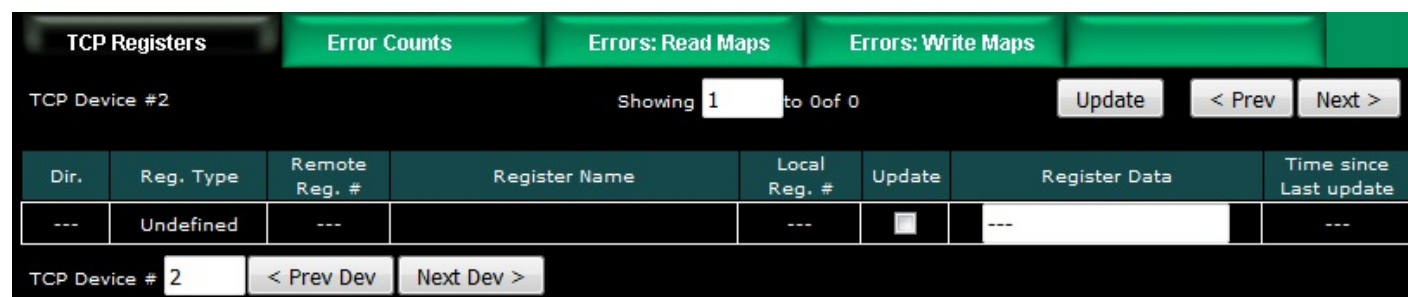 TCP Registers Error Counts Errors: Read Maps Errors: Write Maps
TCP Device #2 Showing 1 to 0of 0 Update < Prev Next >
Dir. Reg. Type Remote Reg. # Register Name Local Reg. # Update Register Data Time since Last update
--- Undefined --- --- --- ---
TCP Device # 2 < Prev Dev Next Dev >